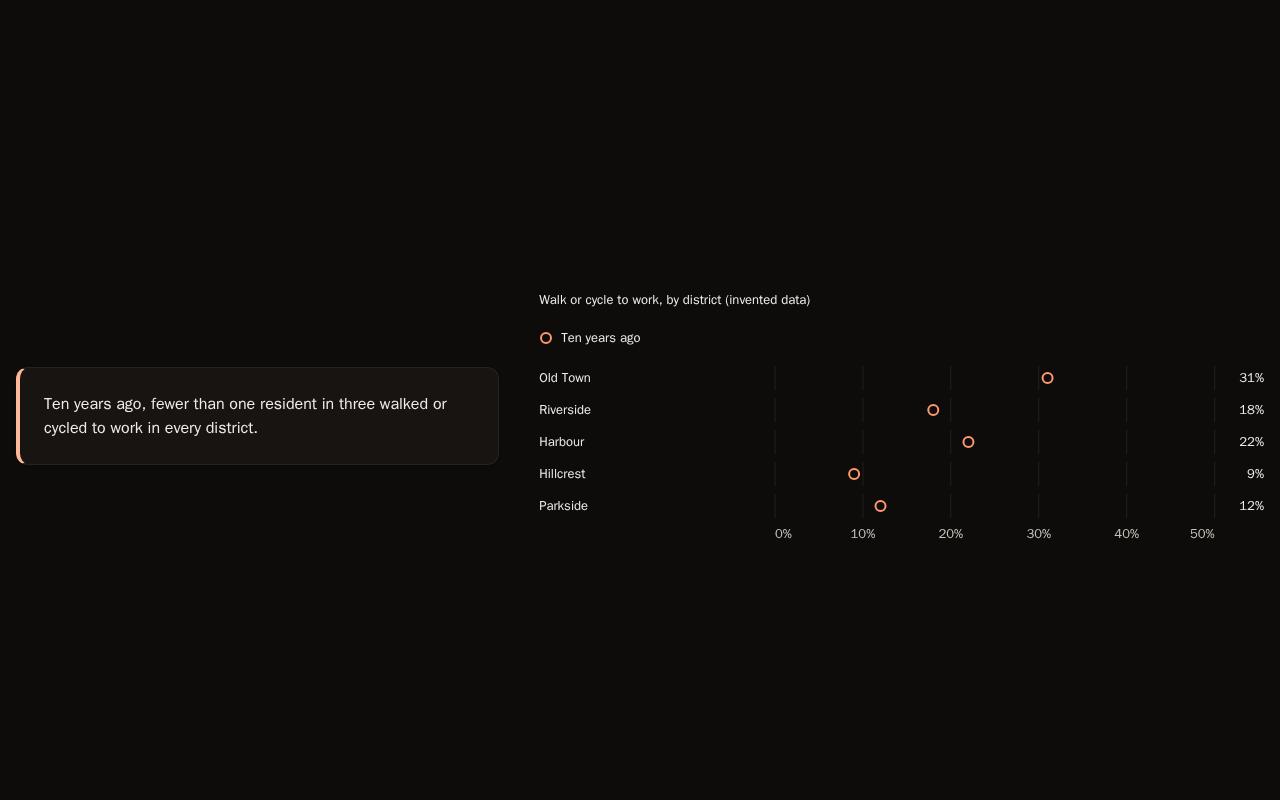 Ten years ago, fewer than one resident in three walked or
cycled to work in every district.
Walk or cycle to work, by district (invented data)
Ten years ago
Old Town 31%
Riverside 18%
Harbour 22%
Hillcrest 9%
Parkside 12%
0% 10% 20% 30% 40% 50%